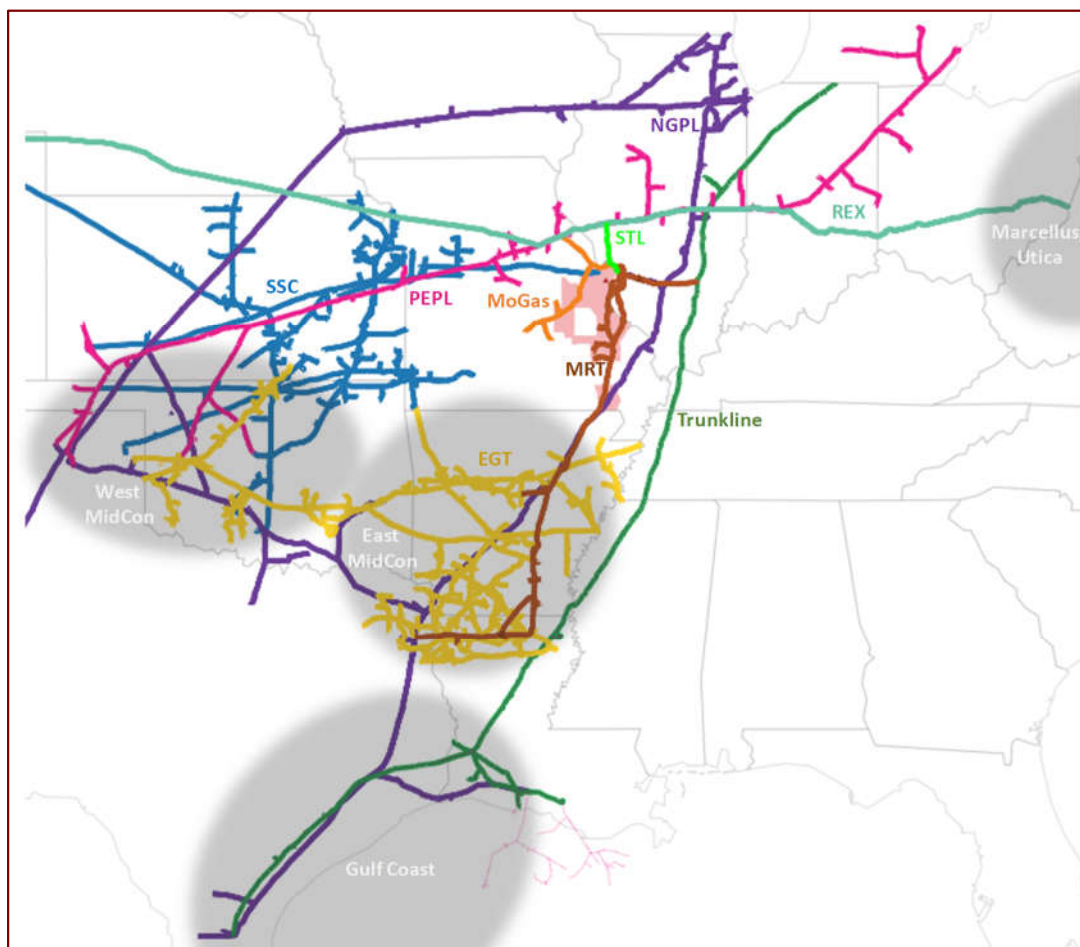 NGPL
REX
Marcellus
Utica
STL
SSC
PEPL
MoGas
MRT
Trunkline
EGT
West
MidCon
East
MidCon
Gulf Coast